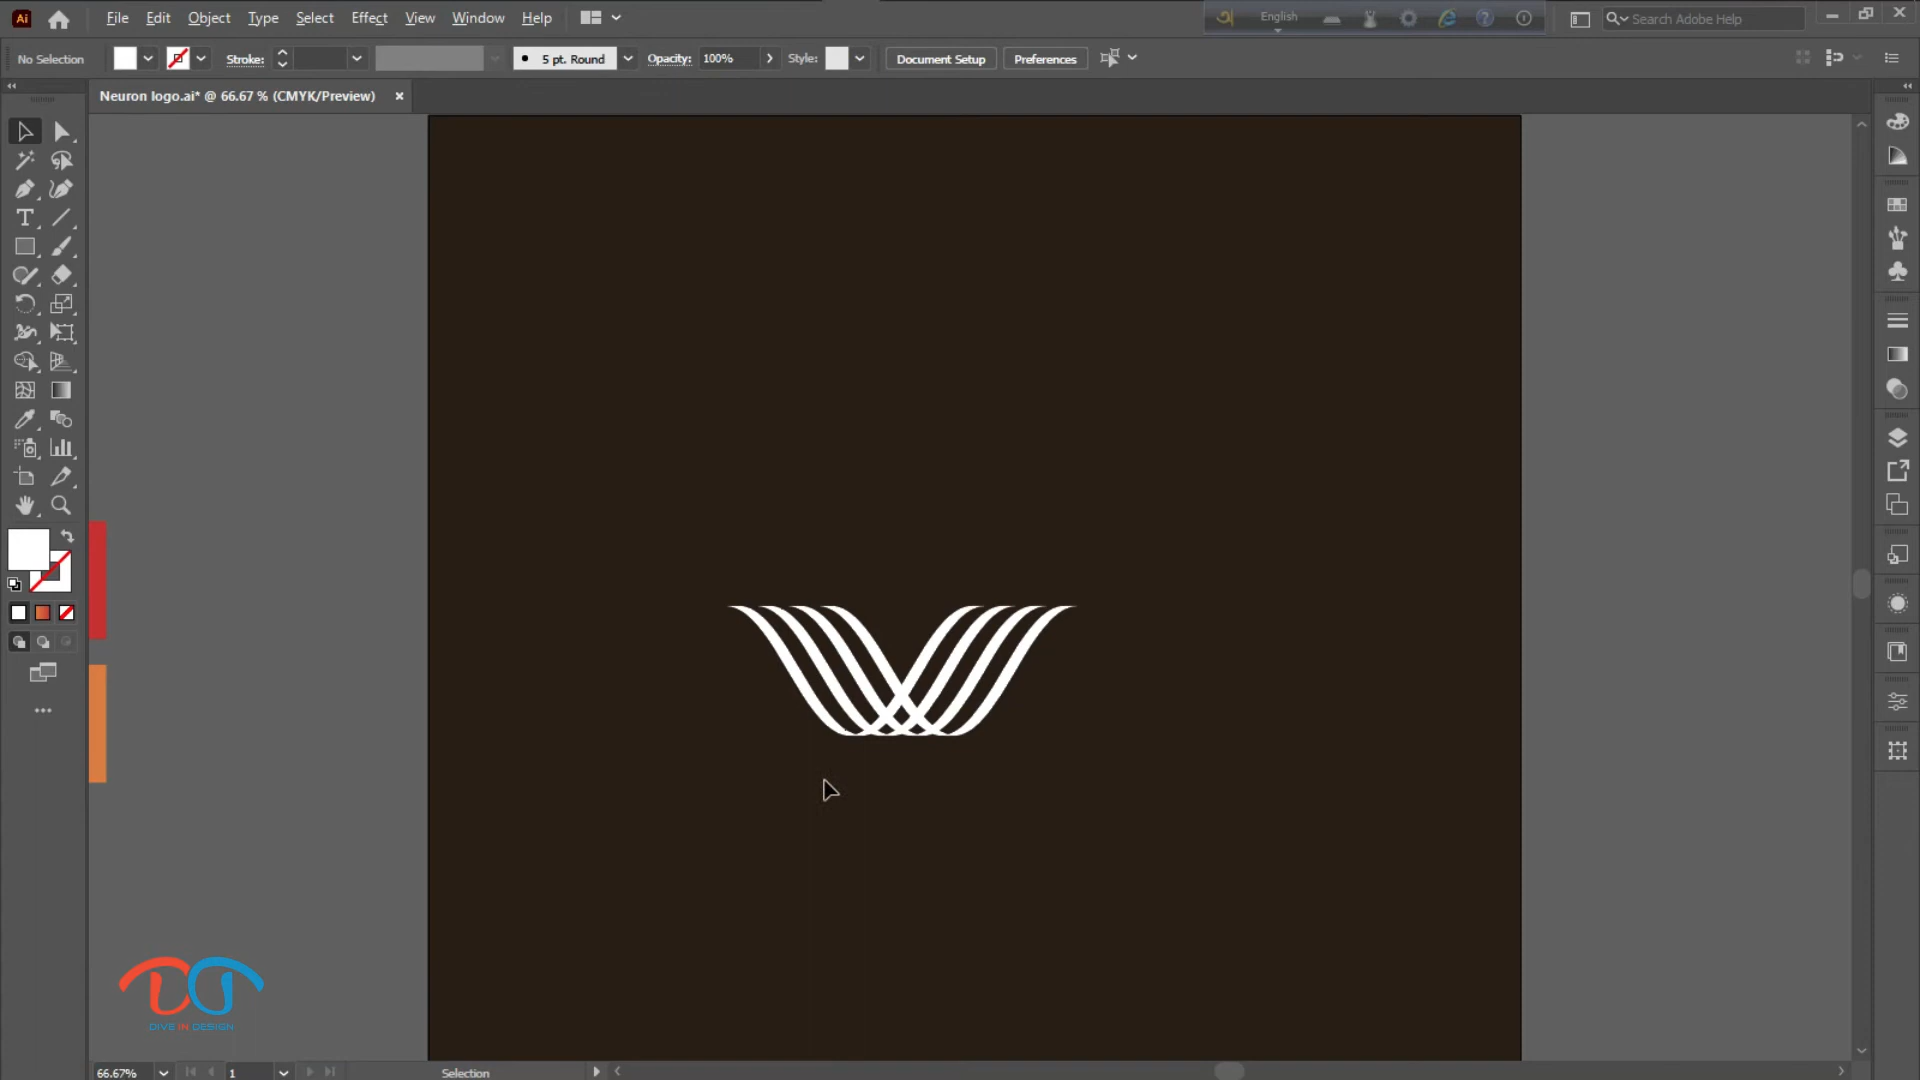 Ai File Edit Object Type Select Effect View Window Help English Search Adobe Help
No Selection Stroke: 5 pt. Round Opacity: 100% Style: Document Setup Preferences
Neuron logo.ai* @ 66.67 % (CMYK/Preview) ×
DIVE IN DESIGN
66.67% 1 Selection